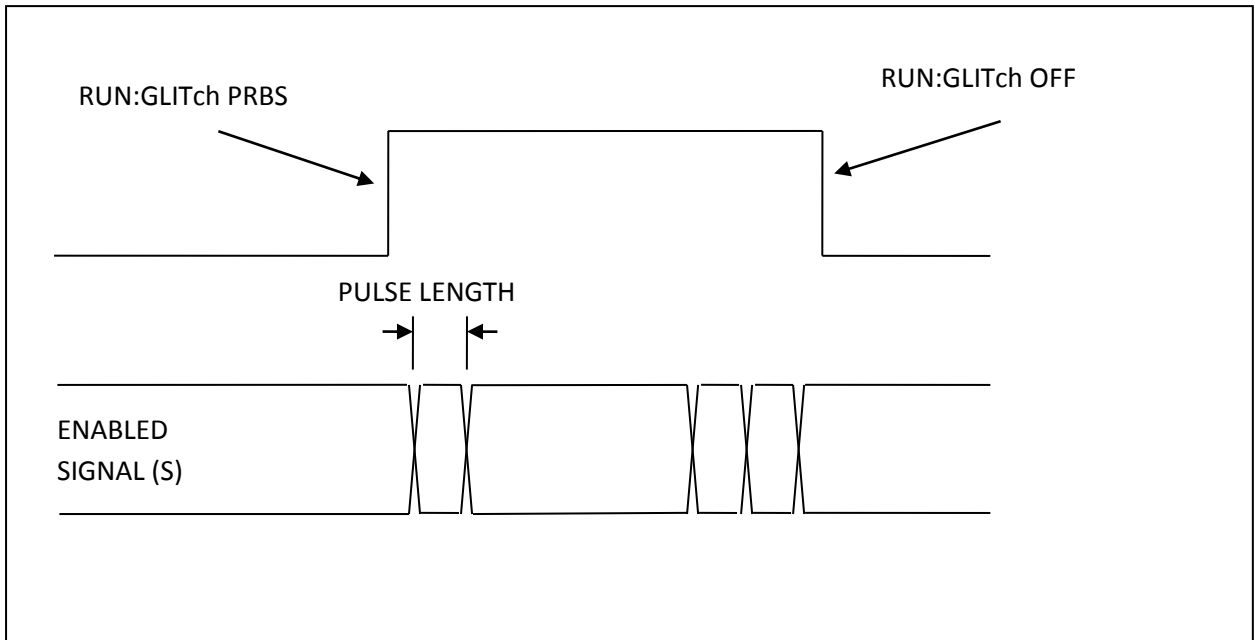 RUN:GLITch PRBS
RUN:GLITch OFF
PULSE LENGTH
ENABLED
SIGNAL (S)